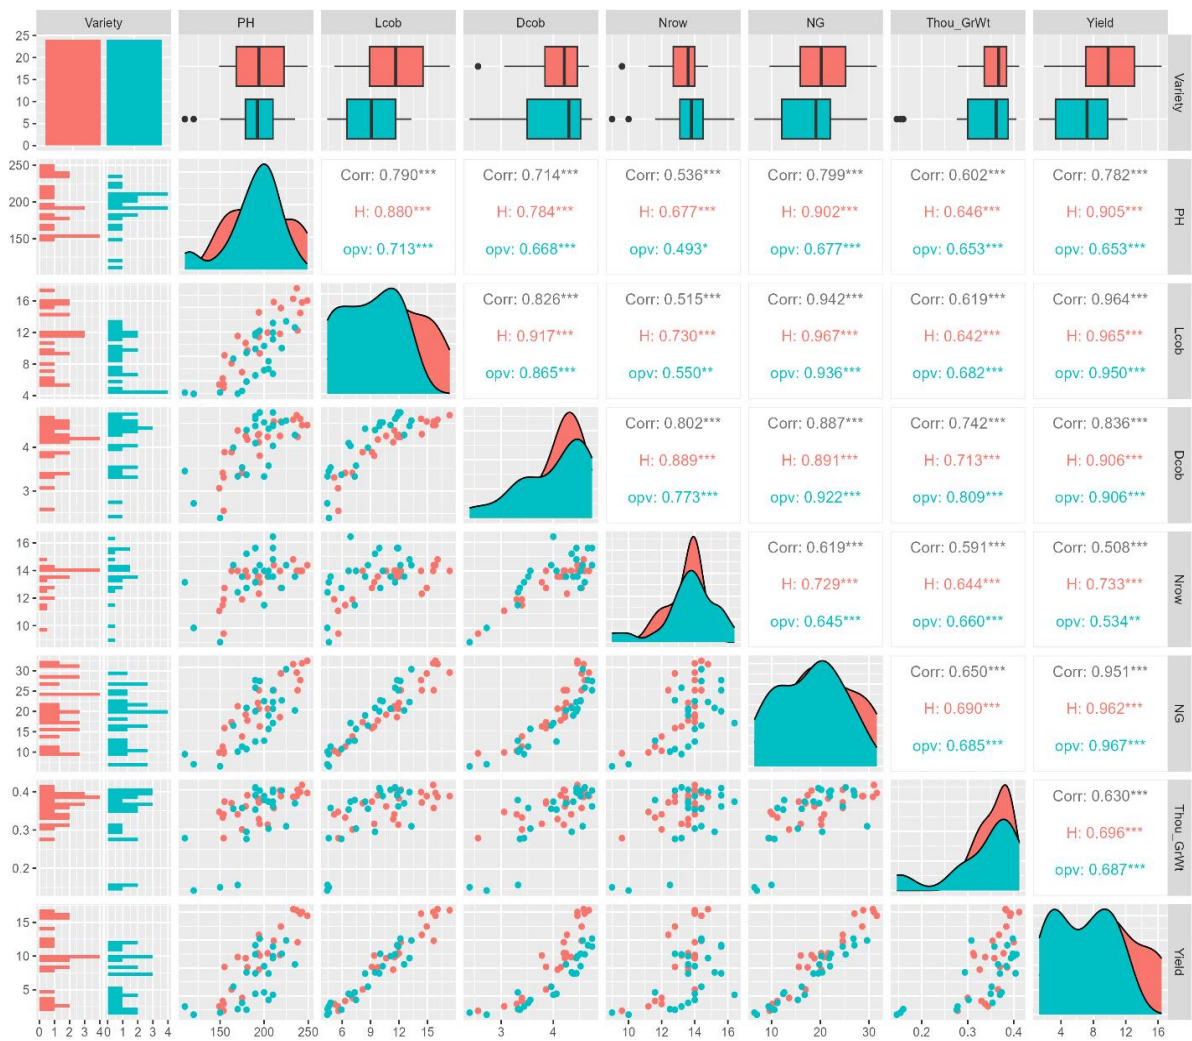 Variety PH Lcob Dcob Nrow NG Thou_GrWt Yield
25
20
15
10
5
0
Variety
250
200
150
Corr: 0.790*** Corr: 0.714*** Corr: 0.536*** Corr: 0.799*** Corr: 0.602*** Corr: 0.782***
H: 0.880*** H: 0.784*** H: 0.677*** H: 0.902*** H: 0.646*** H: 0.905***
opv: 0.713*** opv: 0.668*** opv: 0.493* opv: 0.677*** opv: 0.653*** opv: 0.653***
PH
16
12
8
4
Corr: 0.826*** Corr: 0.515*** Corr: 0.942*** Corr: 0.619*** Corr: 0.964***
H: 0.917*** H: 0.730*** H: 0.967*** H: 0.642*** H: 0.965***
opv: 0.865*** opv: 0.550** opv: 0.936*** opv: 0.682*** opv: 0.950***
Lcob
4
3
Corr: 0.802*** Corr: 0.887*** Corr: 0.742*** Corr: 0.836***
H: 0.889*** H: 0.891*** H: 0.713*** H: 0.906***
opv: 0.773*** opv: 0.922*** opv: 0.809*** opv: 0.906***
Dcob
16
14
12
10
Corr: 0.619*** Corr: 0.591*** Corr: 0.508***
H: 0.729*** H: 0.644*** H: 0.733***
opv: 0.645*** opv: 0.660*** opv: 0.534**
Nrow
30
25
20
15
10
Corr: 0.650*** Corr: 0.951***
H: 0.690*** H: 0.962***
opv: 0.685*** opv: 0.967***
NG
0.4
0.3
0.2
Corr: 0.630***
H: 0.696***
opv: 0.687***
Thou_GrWt
15
10
5
Yield
0 1 2 3 4 0 1 2 3 4 150 200 250 6 9 12 15 3 4 10 12 14 16 10 20 30 0.2 0.3 0.4 4 8 12 16